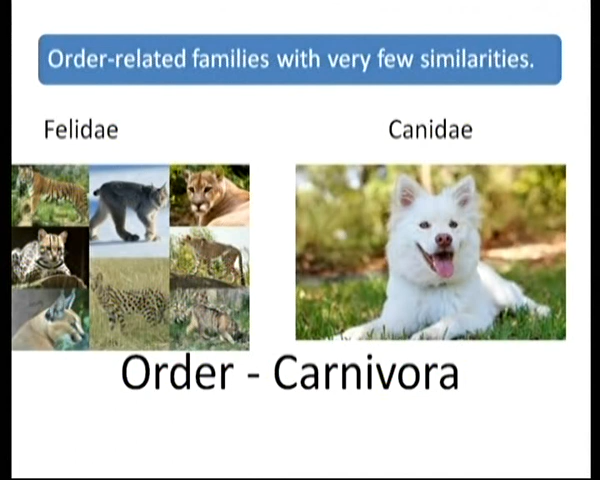 Order-related families with very few similarities.
Felidae
Canidae
Order - Carnivora